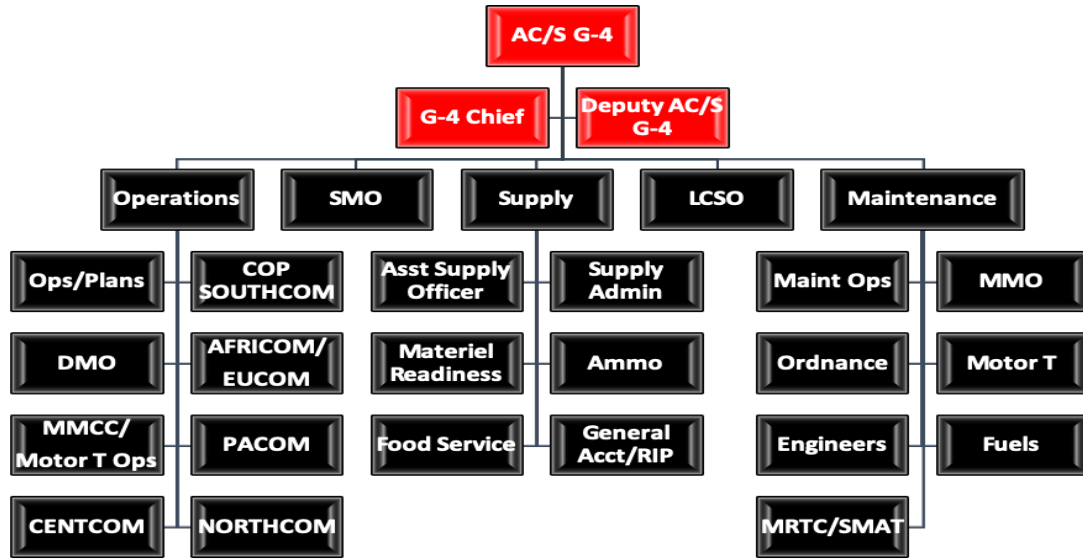 AC/S G-4
G-4 Chief
Deputy AC/S
G-4
Operations
SMO
Supply
LCSO
Maintenance
Ops/Plans
COP
SOUTHCOM
DMO
AFRICOM/
EUCOM
MMCC/
Motor T Ops
PACOM
CENTCOM
NORTHCOM
Asst Supply
Officer
Supply
Admin
Materiel
Readiness
Ammo
Food Service
General
Acct/RIP
Maint Ops
MMO
Ordnance
Motor T
Engineers
Fuels
MRTC/SMAT